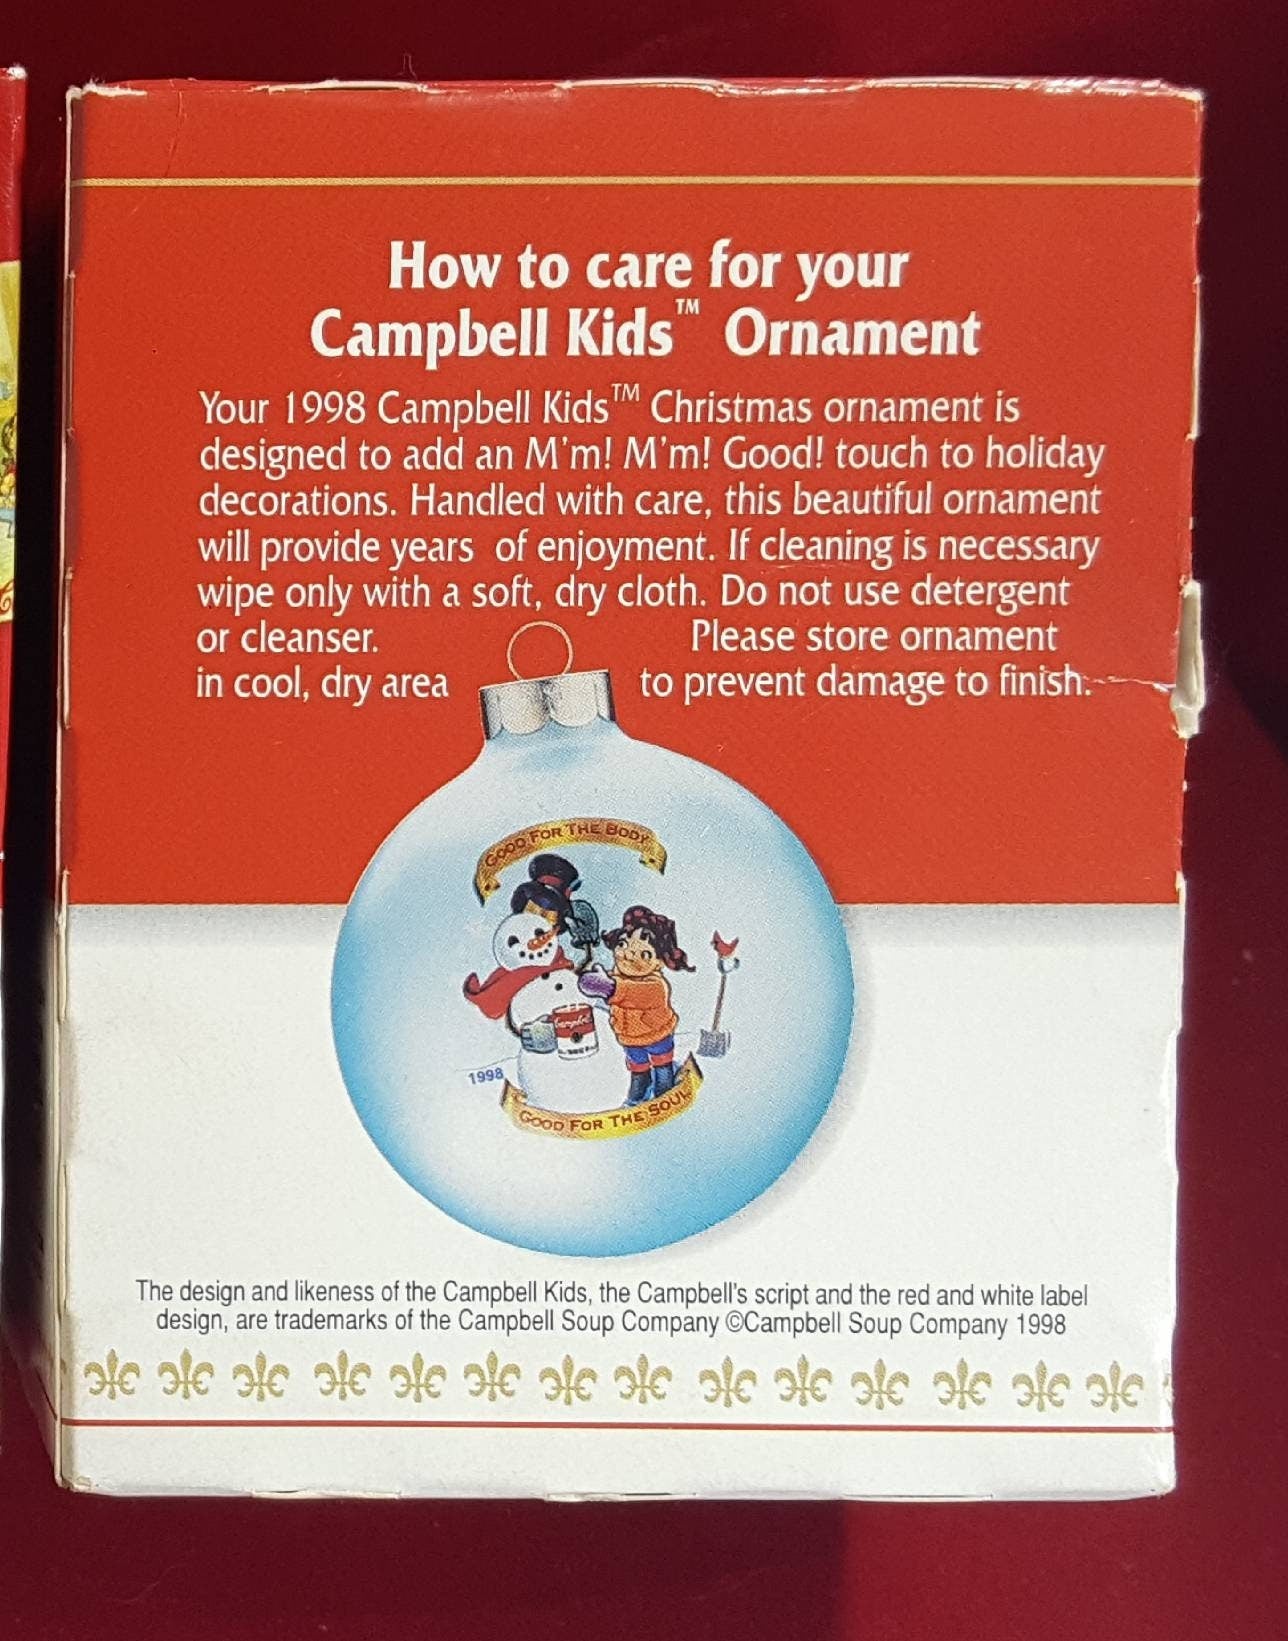 How to care for your
Campbell Kids™ Ornament
Your 1998 Campbell Kids™ Christmas ornament is
designed to add an M'm! M'm! Good! touch to holiday
decorations. Handled with care, this beautiful ornament
will provide years of enjoyment. If cleaning is necessary
wipe only with a soft, dry cloth. Do not use detergent
or cleanser. Please store ornament
in cool, dry area to prevent damage to finish.
GOOD FOR THE BODY
Campbell's
1998
GOOD FOR THE SOUL
The design and likeness of the Campbell Kids, the Campbell's script and the red and white label
design, are trademarks of the Campbell Soup Company ©Campbell Soup Company 1998